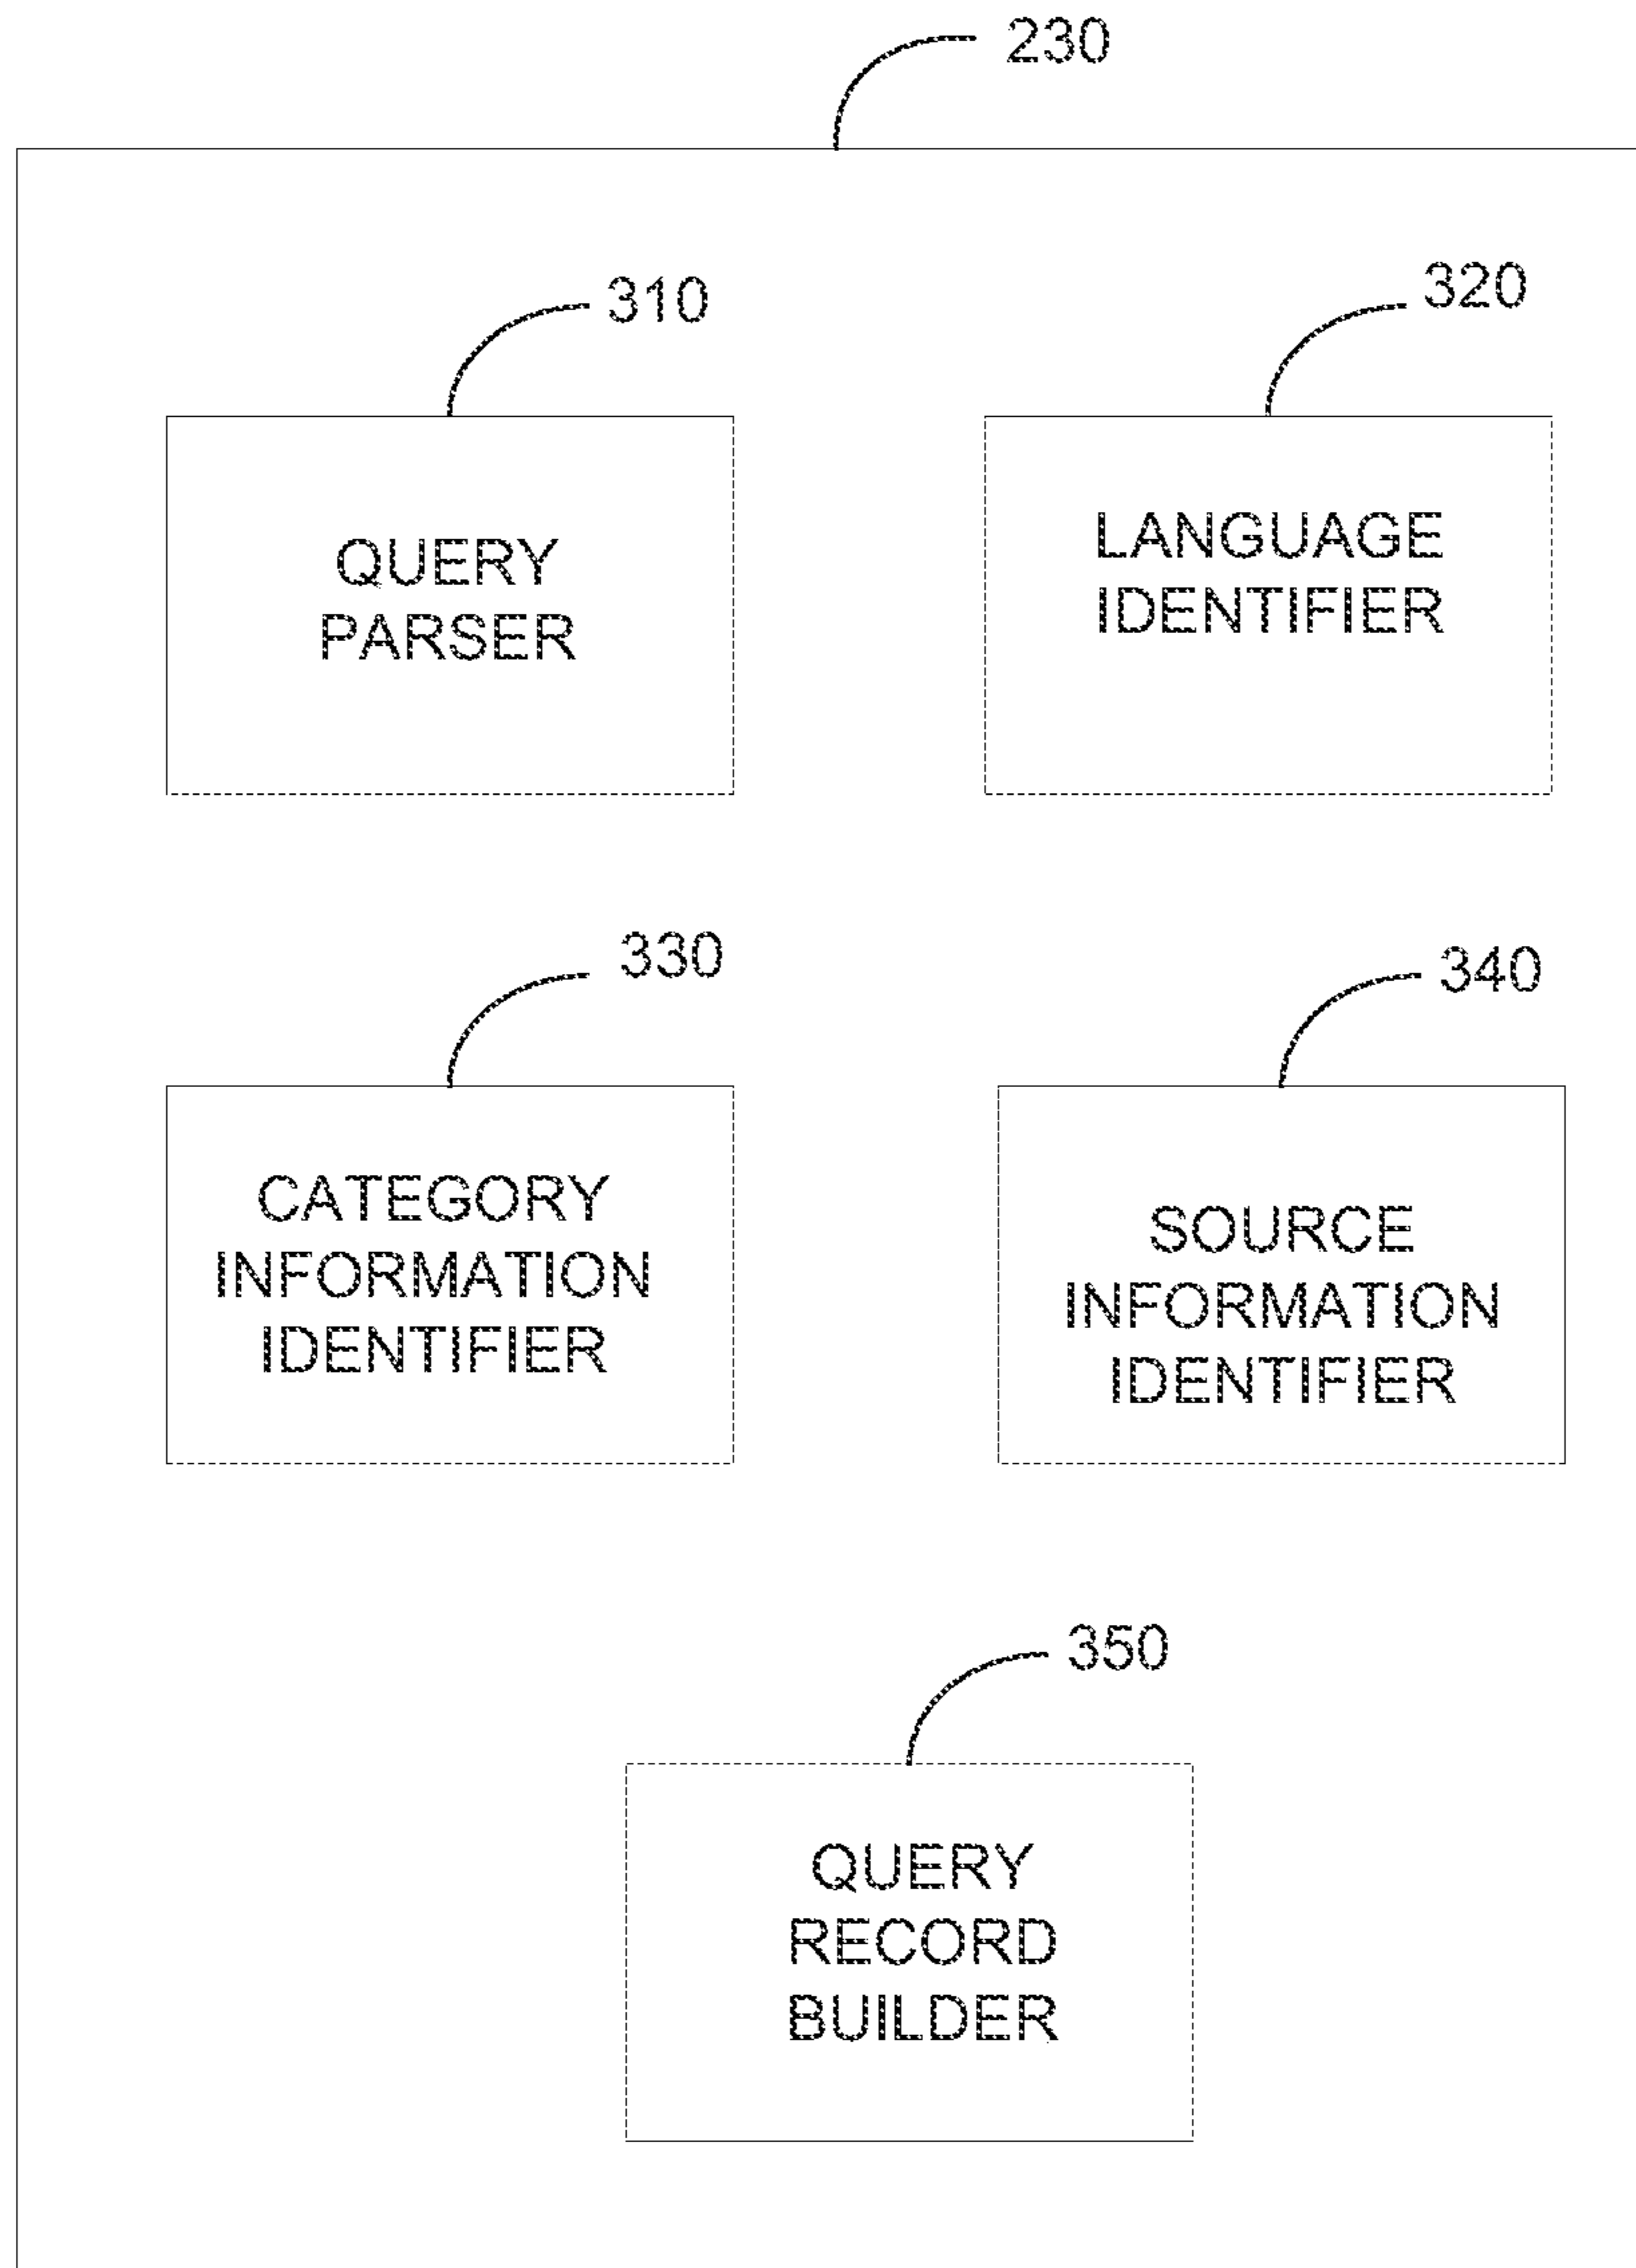 230
310
320
QUERY
PARSER
LANGUAGE
IDENTIFIER
330
340
CATEGORY
INFORMATION
IDENTIFIER
SOURCE
INFORMATION
IDENTIFIER
350
QUERY
RECORD
BUILDER